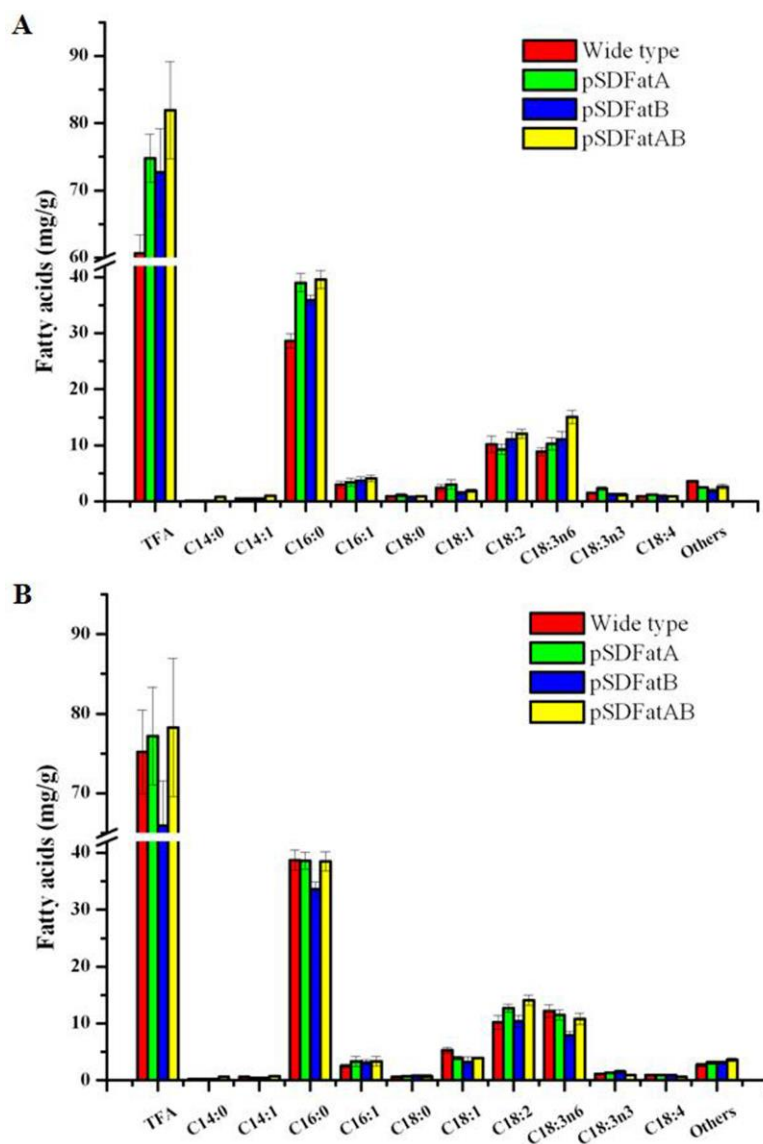 A
Fatty acids (mg/g)
90
80
70
60
40
30
20
10
0
Wide type
pSDFatA
pSDFatB
pSDFatAB
TFA
C14:0
C14:1
C16:0
C16:1
C18:0
C18:1
C18:2
C18:3n6
C18:3n3
C18:4
Others
B
Fatty acids (mg/g)
90
80
70
40
30
20
10
0
Wide type
pSDFatA
pSDFatB
pSDFatAB
TFA
C14:0
C14:1
C16:0
C16:1
C18:0
C18:1
C18:2
C18:3n6
C18:3n3
C18:4
Others